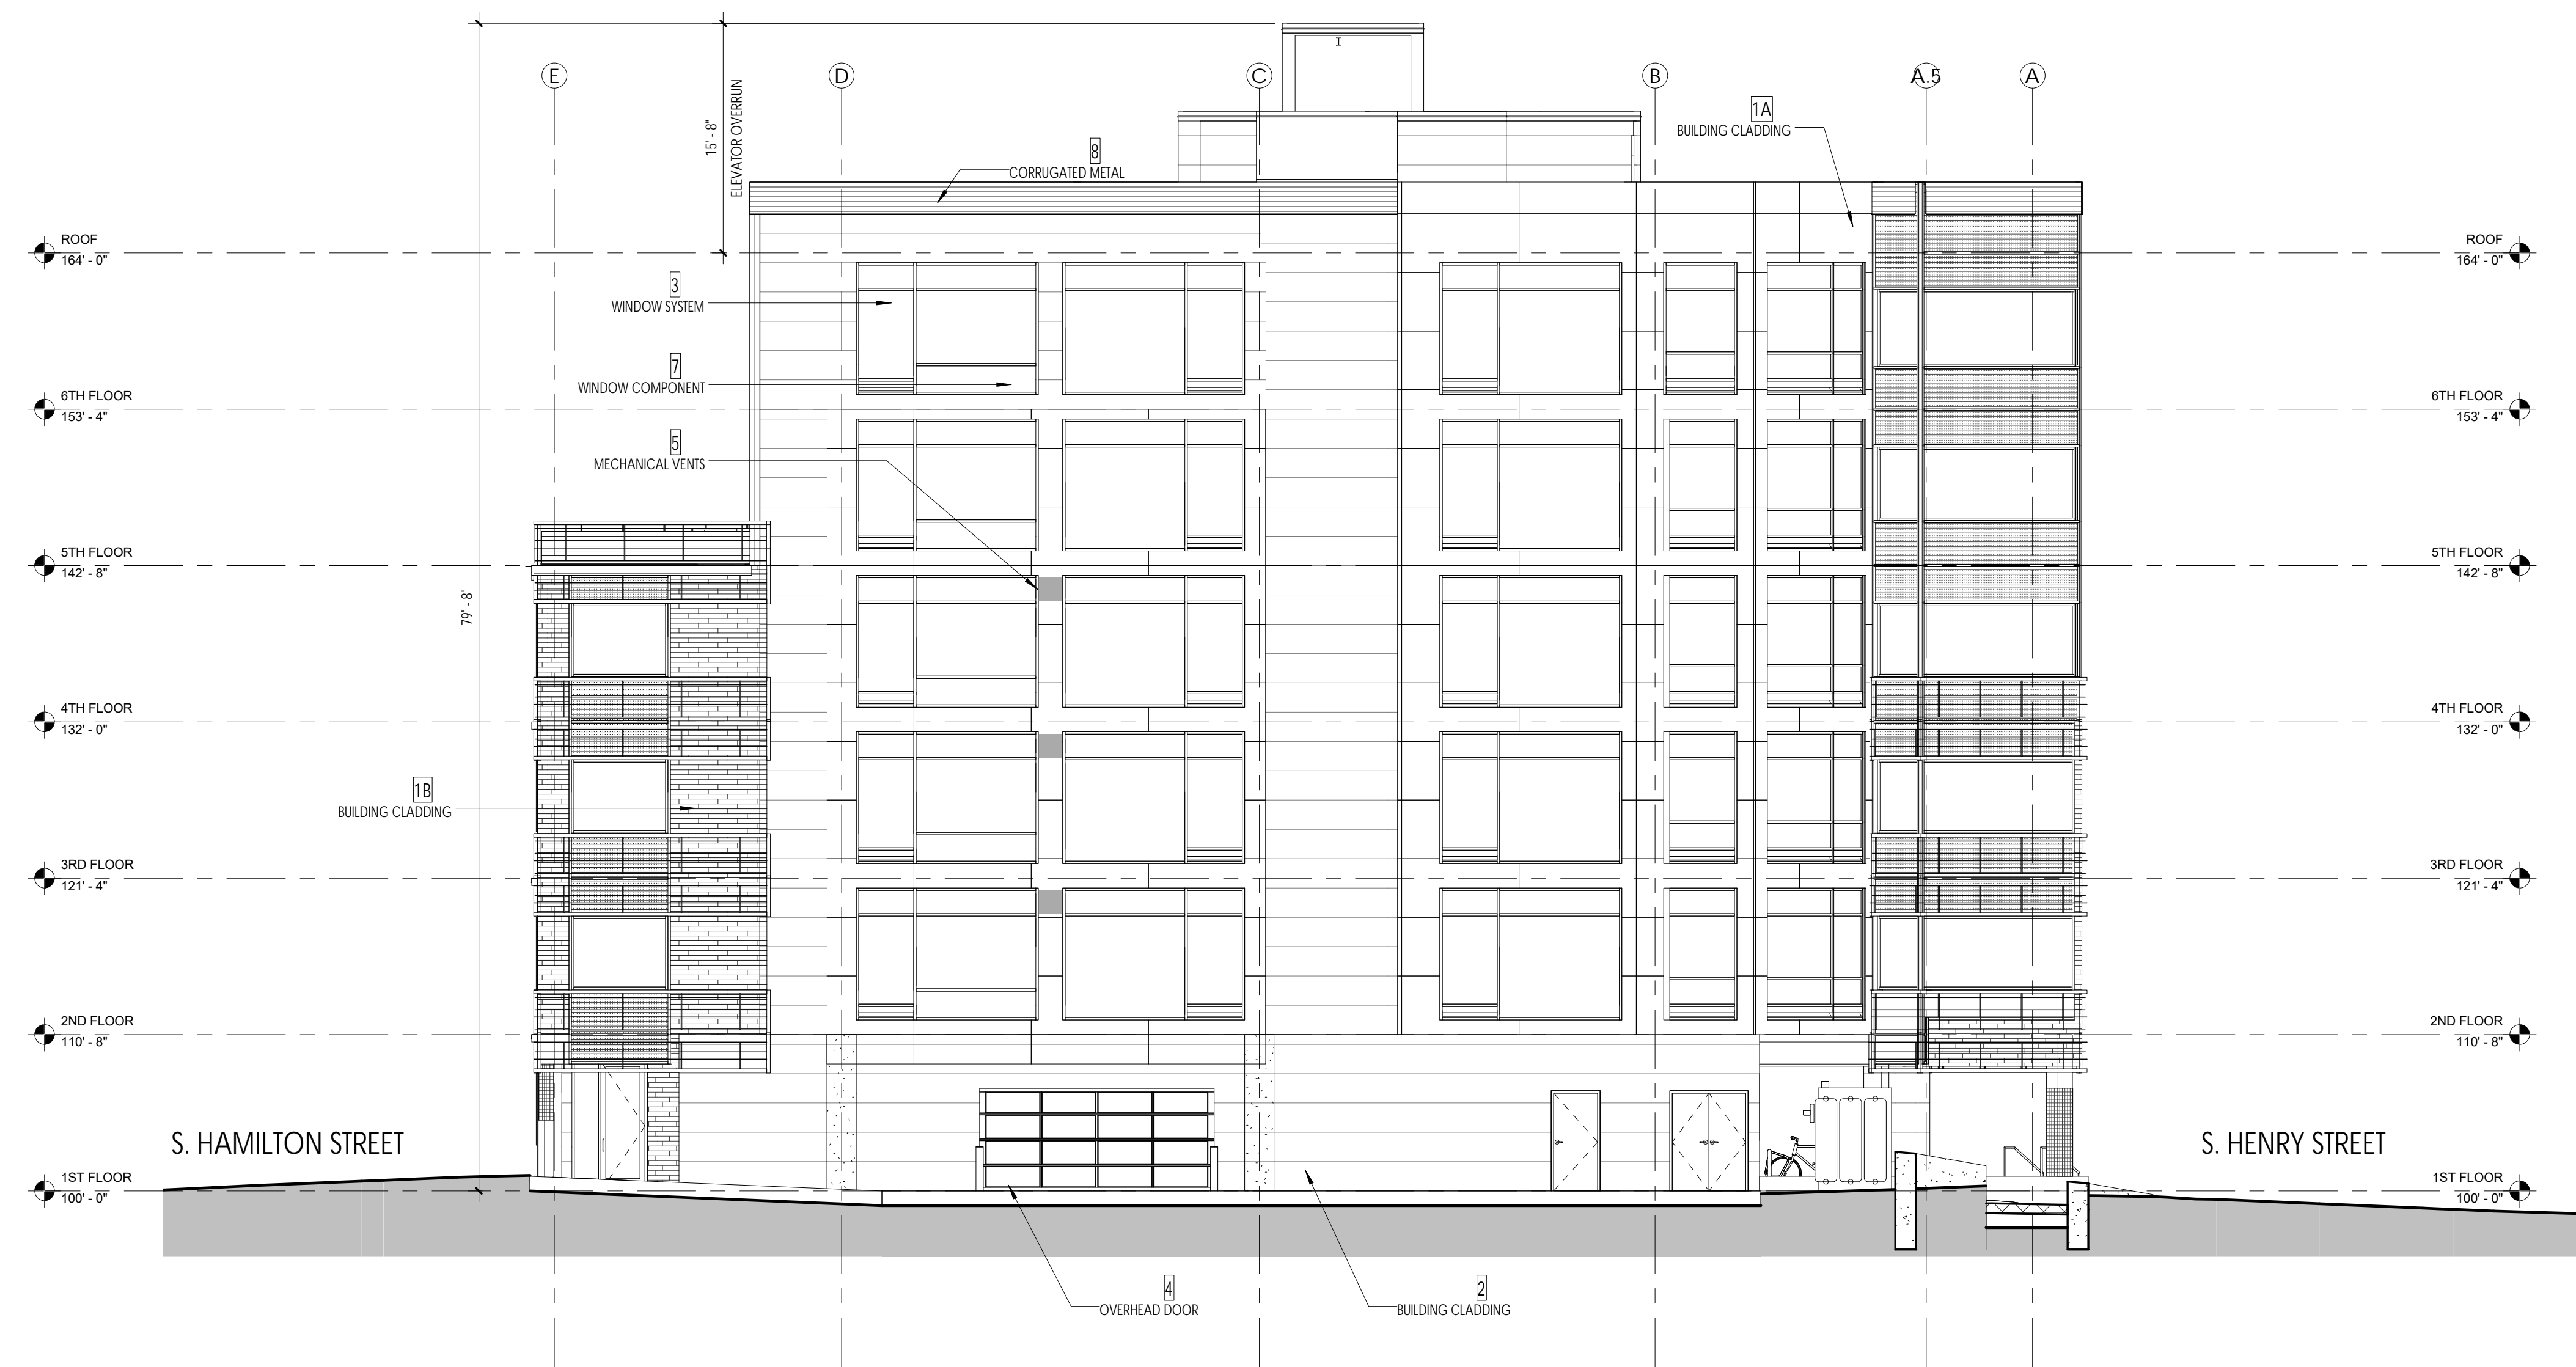 E
D
C
B
A.5
A
15' - 8"
ELEVATOR OVERRUN
79' - 8"
1A
BUILDING CLADDING
8
CORRUGATED METAL
ROOF
164' - 0"
ROOF
164' - 0"
3
WINDOW SYSTEM
7
WINDOW COMPONENT
6TH FLOOR
153' - 4"
6TH FLOOR
153' - 4"
5
MECHANICAL VENTS
5TH FLOOR
142' - 8"
5TH FLOOR
142' - 8"
4TH FLOOR
132' - 0"
4TH FLOOR
132' - 0"
1B
BUILDING CLADDING
3RD FLOOR
121' - 4"
3RD FLOOR
121' - 4"
2ND FLOOR
110' - 8"
2ND FLOOR
110' - 8"
S. HAMILTON STREET
S. HENRY STREET
1ST FLOOR
100' - 0"
1ST FLOOR
100' - 0"
4
OVERHEAD DOOR
2
BUILDING CLADDING